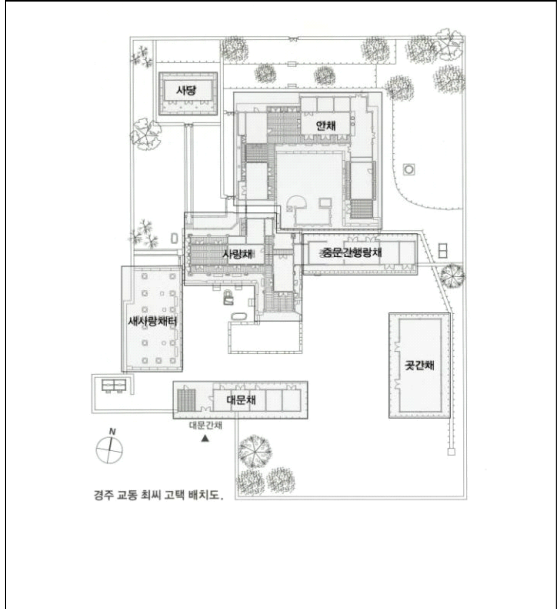 사당
안채
사랑채
중문간행랑채
새사랑채터
곳간채
대문채
대문간채
N
경주 교동 최씨 고택 배치도.